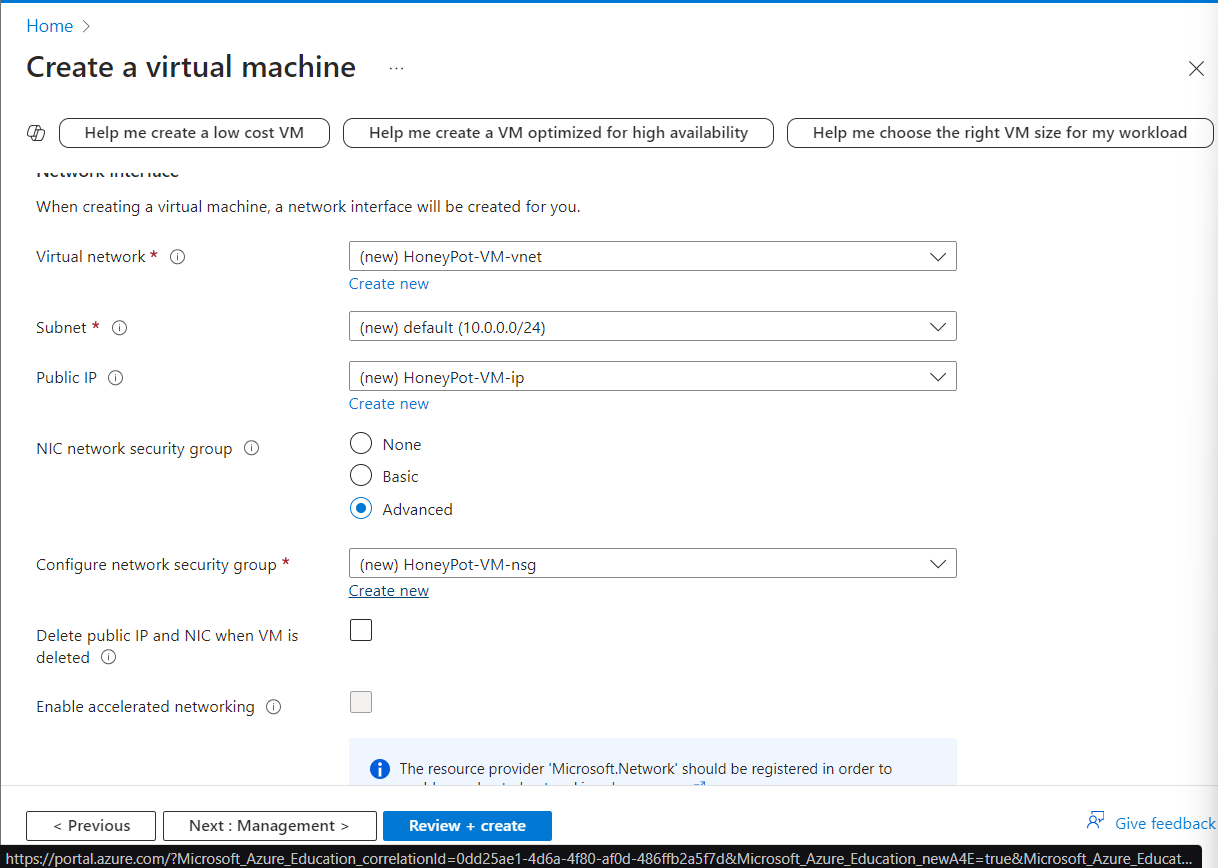 Home
Create a virtual machine
...
Help me create a low cost VM
Help me create a VM optimized for high availability
Help me choose the right VM size for my workload
Network interface
When creating a virtual machine, a network interface will be created for you.
Virtual network *
(new) HoneyPot-VM-vnet
Create new
Subnet *
(new) default (10.0.0.0/24)
Public IP
(new) HoneyPot-VM-ip
Create new
NIC network security group
None
Basic
Advanced
Configure network security group *
(new) HoneyPot-VM-nsg
Create new
Delete public IP and NIC when VM is
deleted
Enable accelerated networking
The resource provider 'Microsoft.Network' should be registered in order to
< Previous
Next : Management >
Review + create
Give feedback
https://portal.azure.com/?Microsoft_Azure_Education_correlationId=0dd25ae1-4d6a-4f80-af0d-486ffb2a5f7d&Microsoft_Azure_Education_newA4E=true&Microsoft_Azure_Educat...